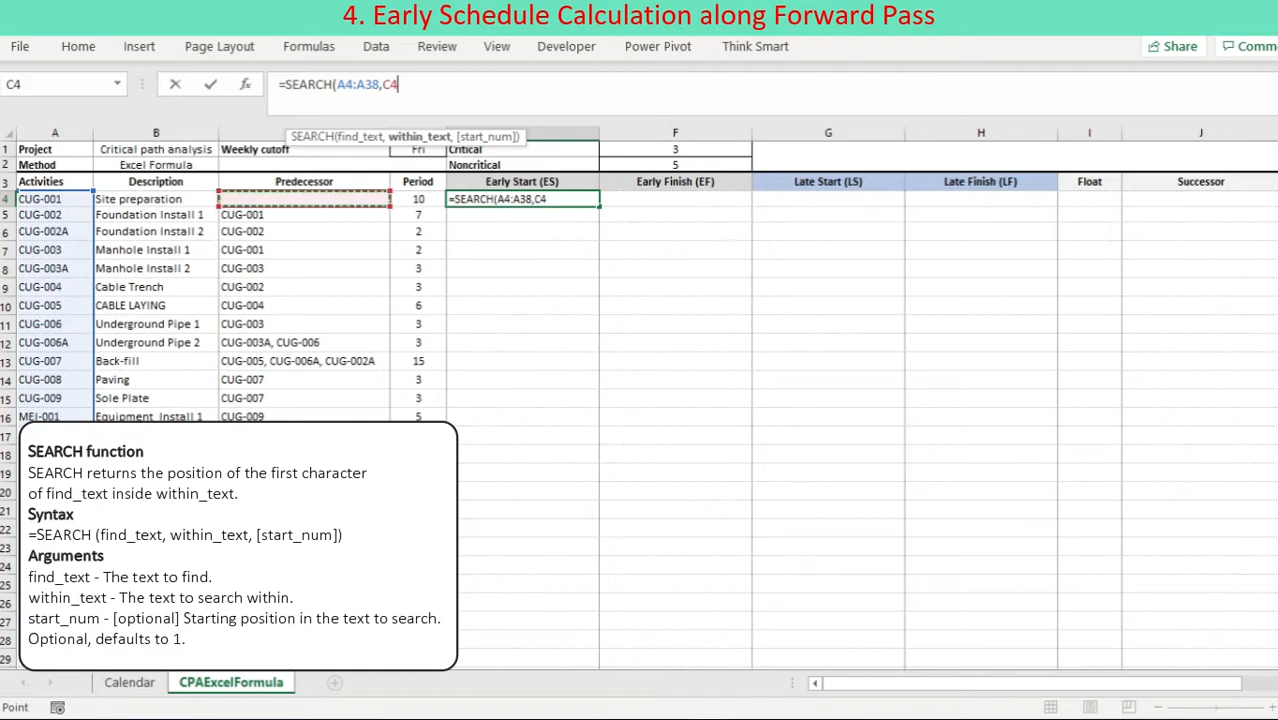 4. Early Schedule Calculation along Forward Pass
File Home Insert Page Layout Formulas Data Review View Developer Power Pivot Think Smart Share Comm
C4 fx =SEARCH(A4:A38,C4
SEARCH(find_text, within_text, [start_num])
A B F G H I J
1 Project Critical path analysis Weekly cutoff Fri Critical 3
2 Method Excel Formula Noncritical 5
3 Activities Description Predecessor Period Early Start (ES) Early Finish (EF) Late Start (LS) Late Finish (LF) Float Successor
4 CUG-001 Site preparation 10 =SEARCH(A4:A38,C4
5 CUG-002 Foundation Install 1 CUG-001 7
6 CUG-002A Foundation Install 2 CUG-002 2
7 CUG-003 Manhole Install 1 CUG-001 2
8 CUG-003A Manhole Install 2 CUG-003 3
9 CUG-004 Cable Trench CUG-002 3
10 CUG-005 CABLE LAYING CUG-004 6
11 CUG-006 Underground Pipe 1 CUG-003 3
12 CUG-006A Underground Pipe 2 CUG-003A, CUG-006 3
13 CUG-007 Back-fill CUG-005, CUG-006A, CUG-002A 15
14 CUG-008 Paving CUG-007 3
15 CUG-009 Sole Plate CUG-007 3
16 MEI-001 Equipment Install 1 CUG-009 5
17
18
19
20
21
22
23
24
25
26
27
28
29
SEARCH function
SEARCH returns the position of the first character
of find_text inside within_text.
Syntax
=SEARCH (find_text, within_text, [start_num])
Arguments
find_text - The text to find.
within_text - The text to search within.
start_num - [optional] Starting position in the text to search.
Optional, defaults to 1.
Calendar CPAExcelFormula
Point